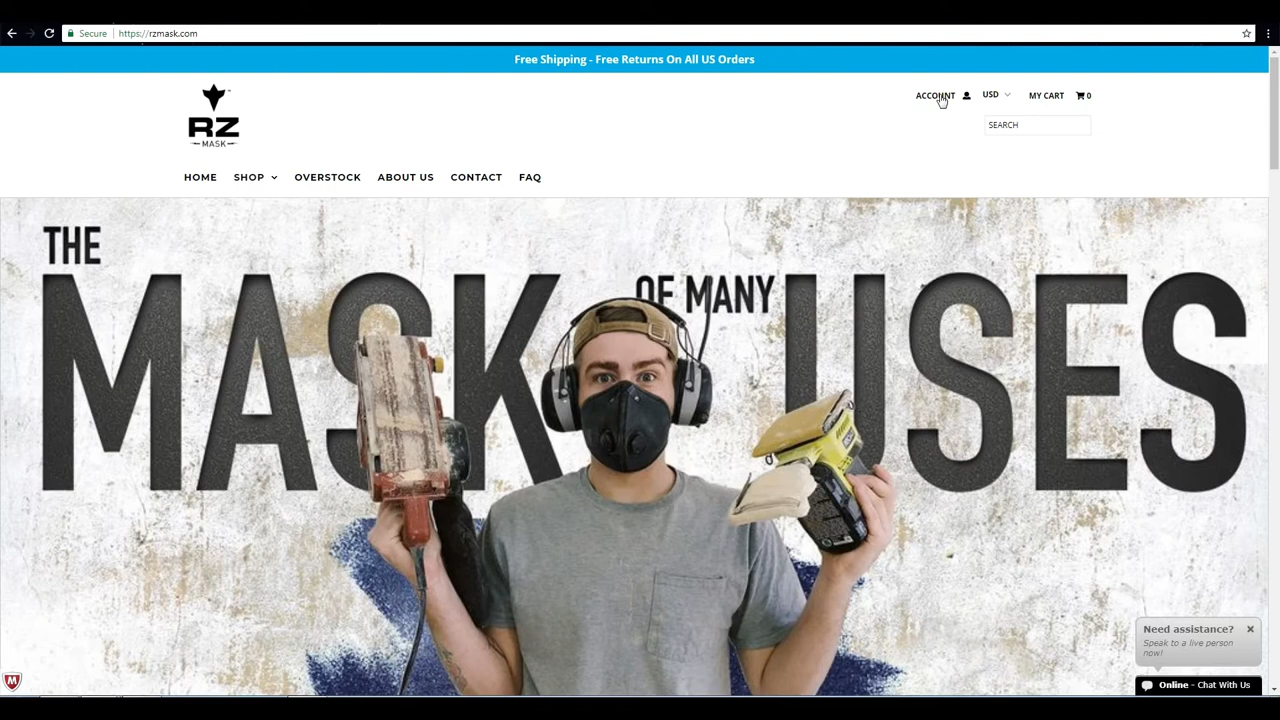 Secure https://rzmask.com
Free Shipping - Free Returns On All US Orders
ACCOUNT USD MY CART 0
RZ
MASK
SEARCH
HOME SHOP OVERSTOCK ABOUT US CONTACT FAQ
THE
MASK OF MANY USES
Need assistance?
Speak to a live person
now!
Online - Chat With Us